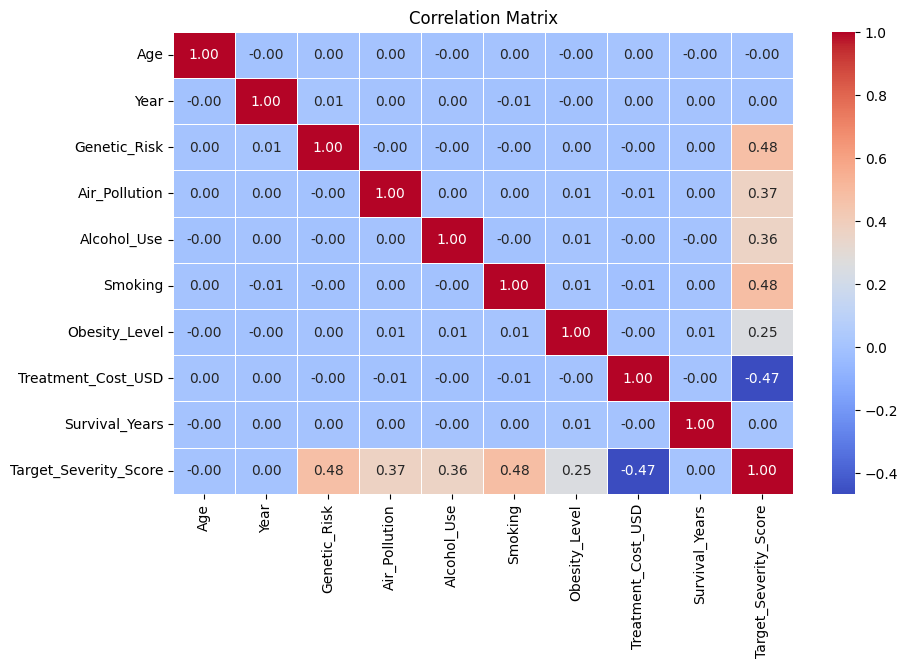 Correlation Matrix
Age 1.00 -0.00 0.00 0.00 -0.00 0.00 -0.00 0.00 -0.00 -0.00
Year -0.00 1.00 0.01 0.00 0.00 -0.01 -0.00 0.00 0.00 0.00
Genetic_Risk 0.00 0.01 1.00 -0.00 -0.00 -0.00 0.00 -0.00 0.00 0.48
Air_Pollution 0.00 0.00 -0.00 1.00 0.00 0.00 0.01 -0.01 0.00 0.37
Alcohol_Use -0.00 0.00 -0.00 0.00 1.00 -0.00 0.01 -0.00 -0.00 0.36
Smoking 0.00 -0.01 -0.00 0.00 -0.00 1.00 0.01 -0.01 0.00 0.48
Obesity_Level -0.00 -0.00 0.00 0.01 0.01 0.01 1.00 -0.00 0.01 0.25
Treatment_Cost_USD 0.00 0.00 -0.00 -0.01 -0.00 -0.01 -0.00 1.00 -0.00 -0.47
Survival_Years -0.00 0.00 0.00 0.00 -0.00 0.00 0.01 -0.00 1.00 0.00
Target_Severity_Score -0.00 0.00 0.48 0.37 0.36 0.48 0.25 -0.47 0.00 1.00
Age
Year
Genetic_Risk
Air_Pollution
Alcohol_Use
Smoking
Obesity_Level
Treatment_Cost_USD
Survival_Years
Target_Severity_Score
1.0
0.8
0.6
0.4
0.2
0.0
−0.2
−0.4